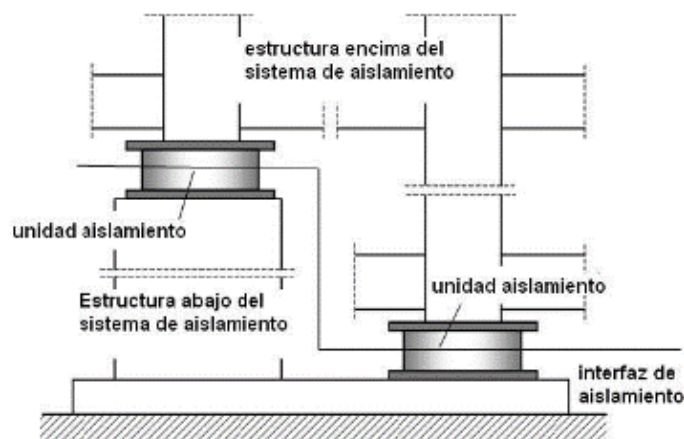 estructura encima del
sistema de aislamiento
unidad aislamiento
Estructura abajo del
sistema de aislamiento
unidad aislamiento
interfaz de
aislamiento